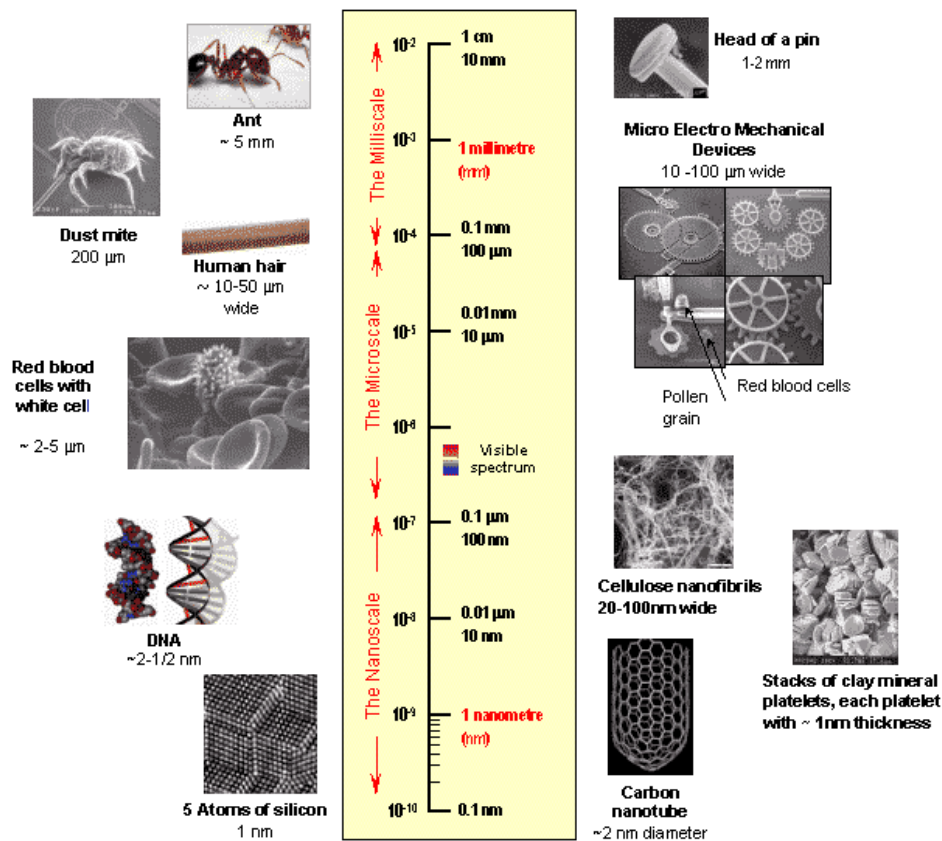 Ant
~ 5 mm
Dust mite
200 µm
Human hair
~ 10-50 µm
wide
Red blood
cells with
white cell
~ 2-5 µm
DNA
~2-1/2 nm
5 Atoms of silicon
1 nm
The Milliscale
The Microscale
The Nanoscale
10-2
1 cm
10 mm
10-3
1 millimetre
(mm)
10-4
0.1 mm
100 µm
10-5
0.01 mm
10 µm
10-6
Visible
spectrum
10-7
0.1 µm
100 nm
10-8
0.01 µm
10 nm
10-9
1 nanometre
(nm)
10-10
0.1 nm
Head of a pin
1-2 mm
Micro Electro Mechanical
Devices
10 -100 µm wide
Pollen
grain
Red blood cells
Cellulose nanofibrils
20-100nm wide
Stacks of clay mineral
platelets, each platelet
with ~ 1nm thickness
Carbon
nanotube
~2 nm diameter